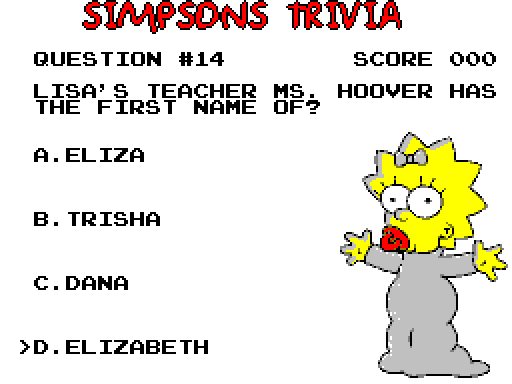 SIMPSONS TRIVIA
QUESTION #14 SCORE 000
LISA'S TEACHER MS. HOOVER HAS
THE FIRST NAME OF?
A.ELIZA
B.TRISHA
C.DANA
>D.ELIZABETH